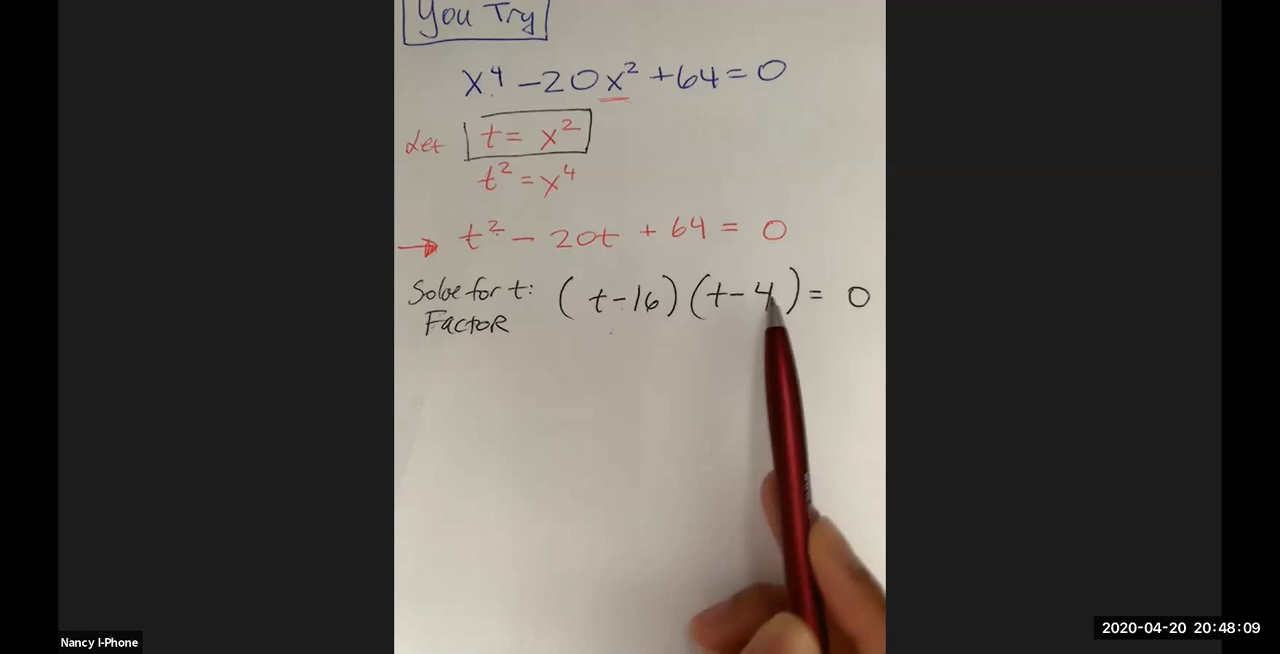 You Try
x⁴ - 20x² + 64 = 0
Let t = x²
t² = x⁴
→ t² - 20t + 64 = 0
Solve for t: (t-16)(t-4) = 0
Factor
Nancy I-Phone
2020-04-20 20:48:09